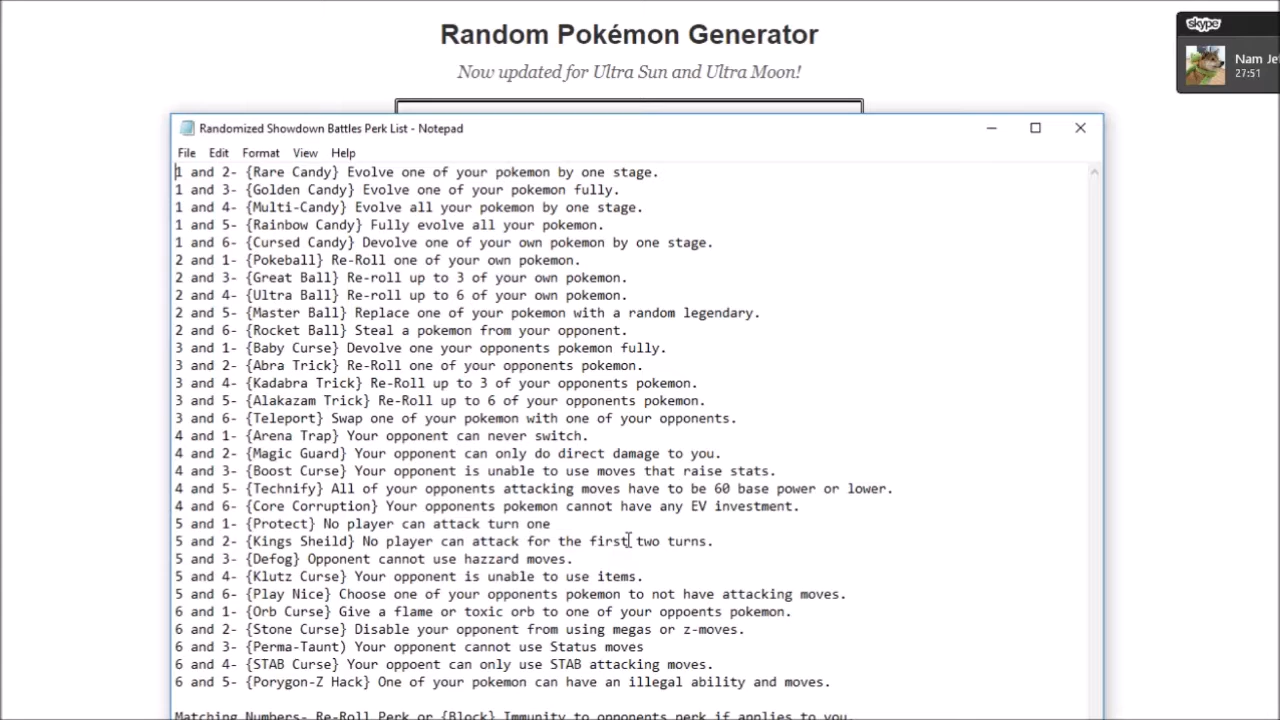 Random Pokémon Generator
Now updated for Ultra Sun and Ultra Moon!
skype
Nam Je
27:51
Randomized Showdown Battles Perk List - Notepad
File Edit Format View Help
1 and 2- {Rare Candy} Evolve one of your pokemon by one stage.
1 and 3- {Golden Candy} Evolve one of your pokemon fully.
1 and 4- {Multi-Candy} Evolve all your pokemon by one stage.
1 and 5- {Rainbow Candy} Fully evolve all your pokemon.
1 and 6- {Cursed Candy} Devolve one of your own pokemon by one stage.
2 and 1- {Pokeball} Re-Roll one of your own pokemon.
2 and 3- {Great Ball} Re-roll up to 3 of your own pokemon.
2 and 4- {Ultra Ball} Re-roll up to 6 of your own pokemon.
2 and 5- {Master Ball} Replace one of your pokemon with a random legendary.
2 and 6- {Rocket Ball} Steal a pokemon from your opponent.
3 and 1- {Baby Curse} Devolve one your opponents pokemon fully.
3 and 2- {Abra Trick} Re-Roll one of your opponents pokemon.
3 and 4- {Kadabra Trick} Re-Roll up to 3 of your opponents pokemon.
3 and 5- {Alakazam Trick} Re-Roll up to 6 of your opponents pokemon.
3 and 6- {Teleport} Swap one of your pokemon with one of your opponents.
4 and 1- {Arena Trap} Your opponent can never switch.
4 and 2- {Magic Guard} Your opponent can only do direct damage to you.
4 and 3- {Boost Curse} Your opponent is unable to use moves that raise stats.
4 and 5- {Technify} All of your opponents attacking moves have to be 60 base power or lower.
4 and 6- {Core Corruption} Your opponents pokemon cannot have any EV investment.
5 and 1- {Protect} No player can attack turn one
5 and 2- {Kings Sheild} No player can attack for the first two turns.
5 and 3- {Defog} Opponent cannot use hazzard moves.
5 and 4- {Klutz Curse} Your opponent is unable to use items.
5 and 6- {Play Nice} Choose one of your opponents pokemon to not have attacking moves.
6 and 1- {Orb Curse} Give a flame or toxic orb to one of your oppoents pokemon.
6 and 2- {Stone Curse} Disable your opponent from using megas or z-moves.
6 and 3- {Perma-Taunt) Your opponent cannot use Status moves
6 and 4- {STAB Curse} Your oppoent can only use STAB attacking moves.
6 and 5- {Porygon-Z Hack} One of your pokemon can have an illegal ability and moves.
Matching Numbers- Re-Roll Perk or {Block} Immunity to opponents perk if applies to you.